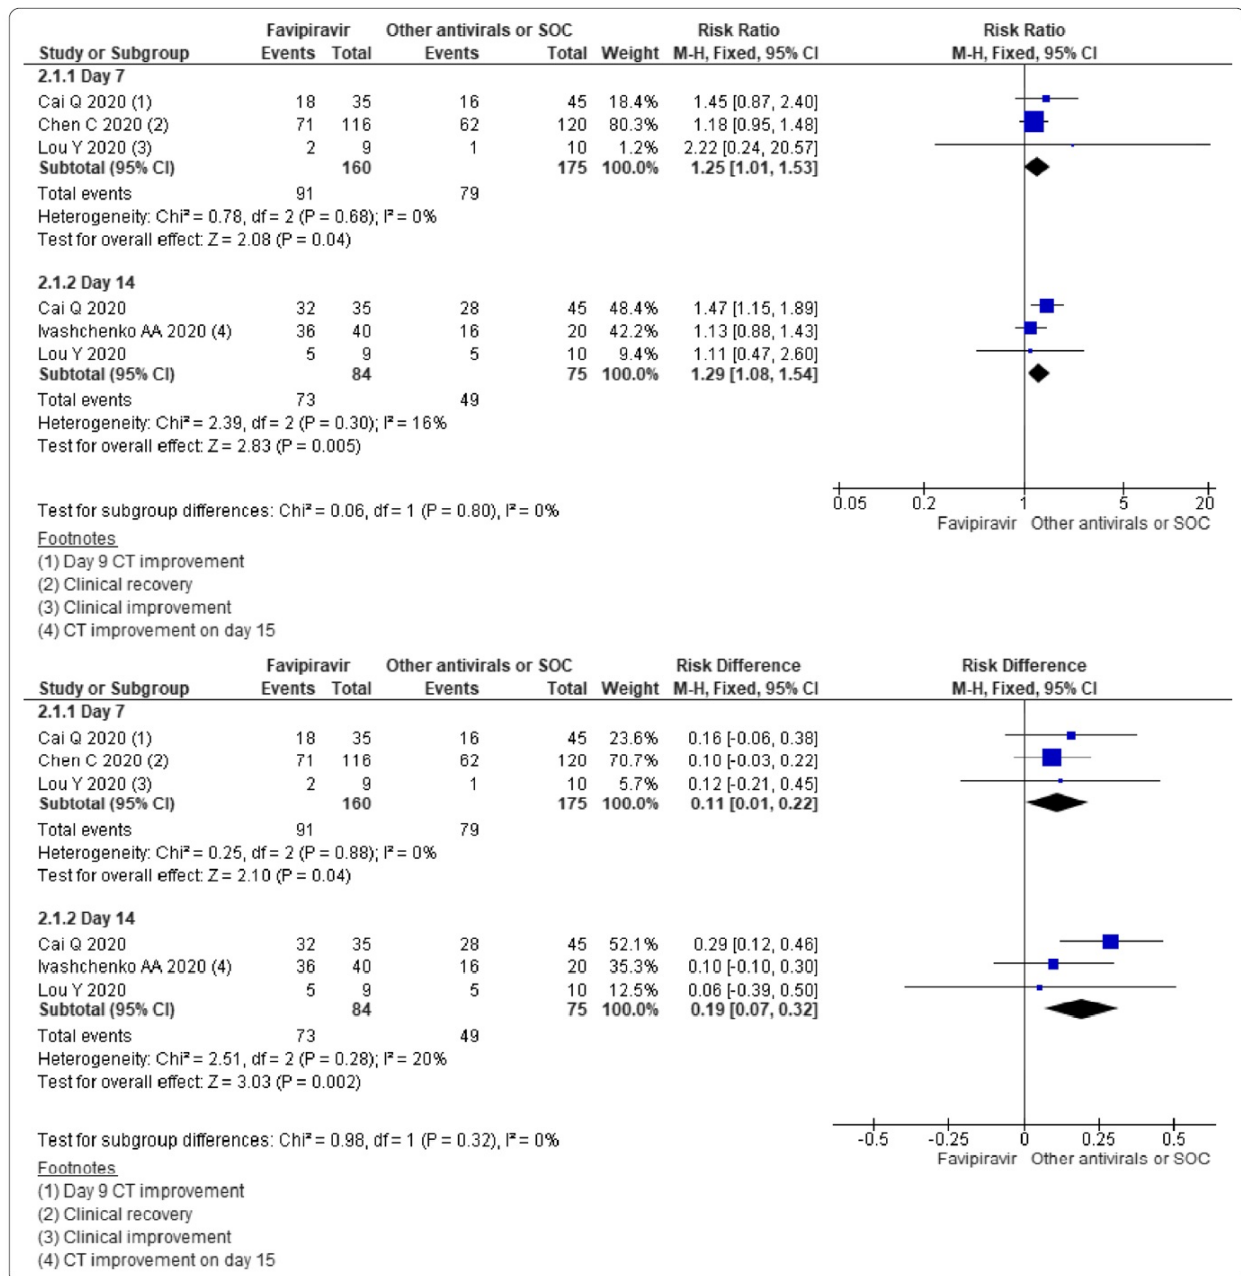 Favipiravir Other antivirals or SOC Risk Ratio Risk Ratio
Study or Subgroup Events Total Events Total Weight M-H, Fixed, 95% CI M-H, Fixed, 95% CI
2.1.1 Day 7
Cai Q 2020 (1) 18 35 16 45 18.4% 1.45 [0.87, 2.40]
Chen C 2020 (2) 71 116 62 120 80.3% 1.18 [0.95, 1.48]
Lou Y 2020 (3) 2 9 1 10 1.2% 2.22 [0.24, 20.57]
Subtotal (95% CI) 160 175 100.0% 1.25 [1.01, 1.53]
Total events 91 79
Heterogeneity: Chi² = 0.78, df = 2 (P = 0.68); I² = 0%
Test for overall effect: Z = 2.08 (P = 0.04)
2.1.2 Day 14
Cai Q 2020 32 35 28 45 48.4% 1.47 [1.15, 1.89]
Ivashchenko AA 2020 (4) 36 40 16 20 42.2% 1.13 [0.88, 1.43]
Lou Y 2020 5 9 5 10 9.4% 1.11 [0.47, 2.60]
Subtotal (95% CI) 84 75 100.0% 1.29 [1.08, 1.54]
Total events 73 49
Heterogeneity: Chi² = 2.39, df = 2 (P = 0.30); I² = 16%
Test for overall effect: Z = 2.83 (P = 0.005)
0.05 0.2 1 5 20
Test for subgroup differences: Chi² = 0.06, df = 1 (P = 0.80), I² = 0%
Favipiravir Other antivirals or SOC
Footnotes
(1) Day 9 CT improvement
(2) Clinical recovery
(3) Clinical improvement
(4) CT improvement on day 15
Favipiravir Other antivirals or SOC Risk Difference Risk Difference
Study or Subgroup Events Total Events Total Weight M-H, Fixed, 95% CI M-H, Fixed, 95% CI
2.1.1 Day 7
Cai Q 2020 (1) 18 35 16 45 23.6% 0.16 [-0.06, 0.38]
Chen C 2020 (2) 71 116 62 120 70.7% 0.10 [-0.03, 0.22]
Lou Y 2020 (3) 2 9 1 10 5.7% 0.12 [-0.21, 0.45]
Subtotal (95% CI) 160 175 100.0% 0.11 [0.01, 0.22]
Total events 91 79
Heterogeneity: Chi² = 0.25, df = 2 (P = 0.88); I² = 0%
Test for overall effect: Z = 2.10 (P = 0.04)
2.1.2 Day 14
Cai Q 2020 32 35 28 45 52.1% 0.29 [0.12, 0.46]
Ivashchenko AA 2020 (4) 36 40 16 20 35.3% 0.10 [-0.10, 0.30]
Lou Y 2020 5 9 5 10 12.5% 0.06 [-0.39, 0.50]
Subtotal (95% CI) 84 75 100.0% 0.19 [0.07, 0.32]
Total events 73 49
Heterogeneity: Chi² = 2.51, df = 2 (P = 0.28); I² = 20%
Test for overall effect: Z = 3.03 (P = 0.002)
Test for subgroup differences: Chi² = 0.98, df = 1 (P = 0.32), I² = 0%
-0.5 -0.25 0 0.25 0.5
Favipiravir Other antivirals or SOC
Footnotes
(1) Day 9 CT improvement
(2) Clinical recovery
(3) Clinical improvement
(4) CT improvement on day 15